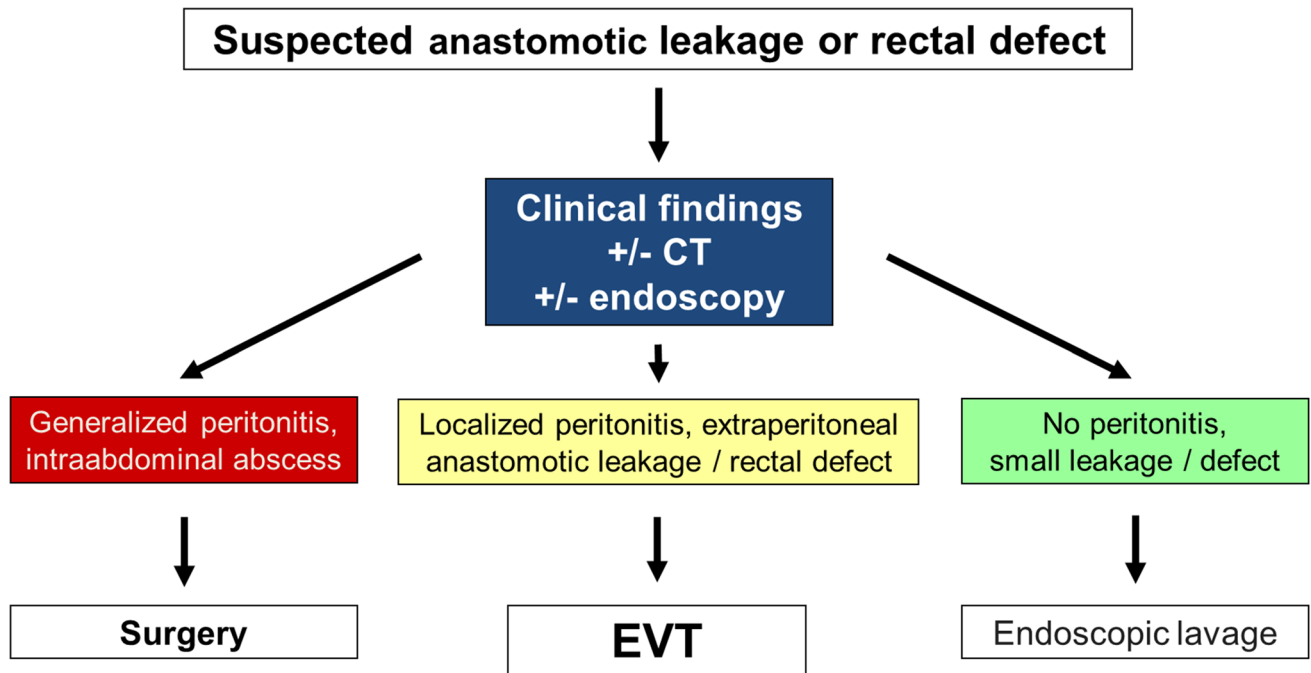 Suspected anastomotic leakage or rectal defect
Clinical findings
+/- CT
+/- endoscopy
Generalized peritonitis,
intraabdominal abscess
Localized peritonitis, extraperitoneal
anastomotic leakage / rectal defect
No peritonitis,
small leakage / defect
Surgery
EVT
Endoscopic lavage